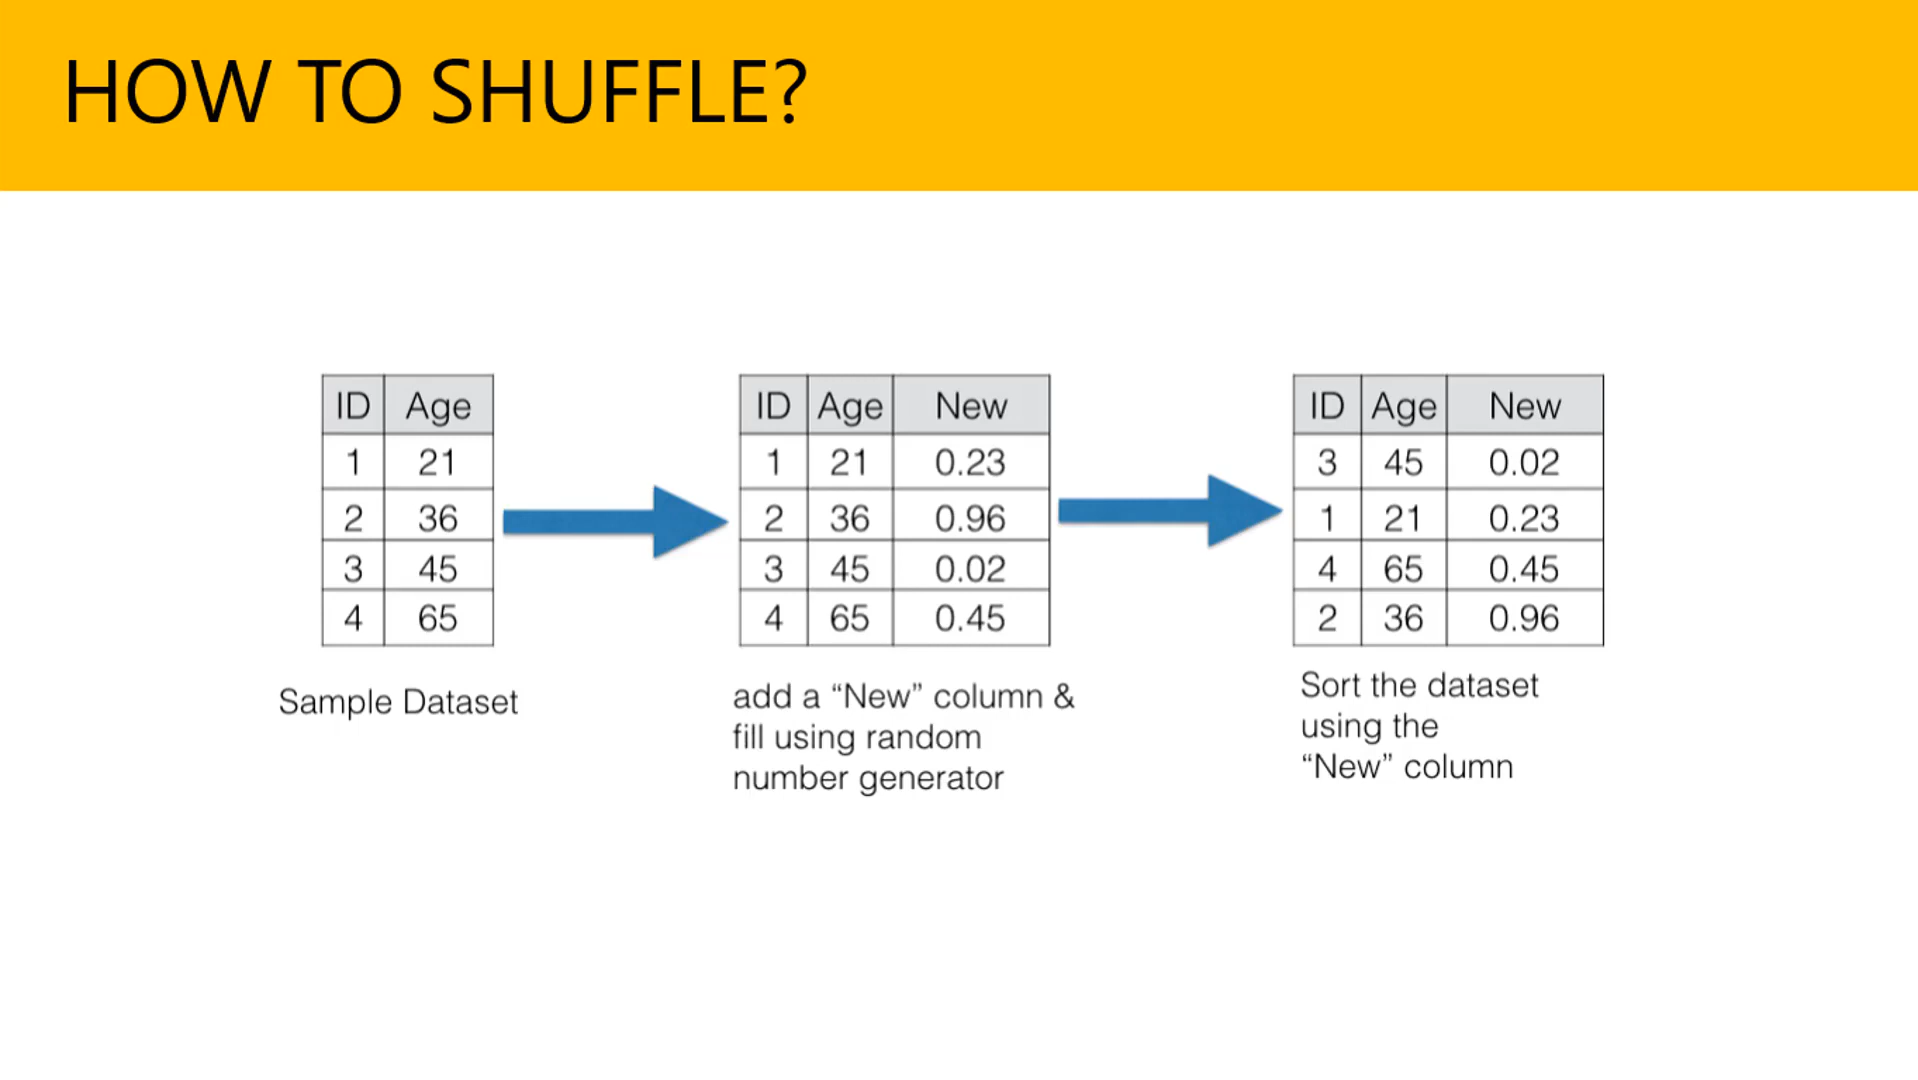 HOW TO SHUFFLE?
ID Age
1 21
2 36
3 45
4 65
Sample Dataset
ID Age New
1 21 0.23
2 36 0.96
3 45 0.02
4 65 0.45
add a “New” column &
fill using random
number generator
ID Age New
3 45 0.02
1 21 0.23
4 65 0.45
2 36 0.96
Sort the dataset
using the
“New” column